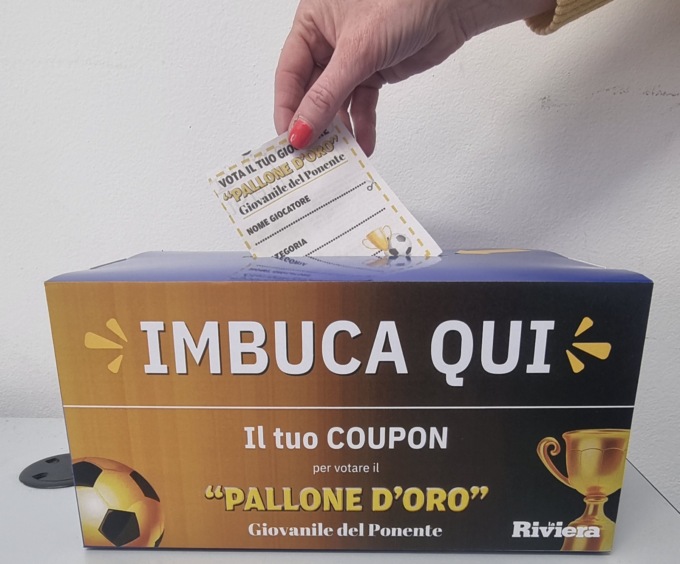 VOTA IL TUO GIOCATORE
"PALLONE D'ORO"
Giovanile del Ponente
NOME GIOCATORE
IMBUCA QUI
Il tuo COUPON
per votare il
“PALLONE D’ORO”
Giovanile del Ponente
la Riviera